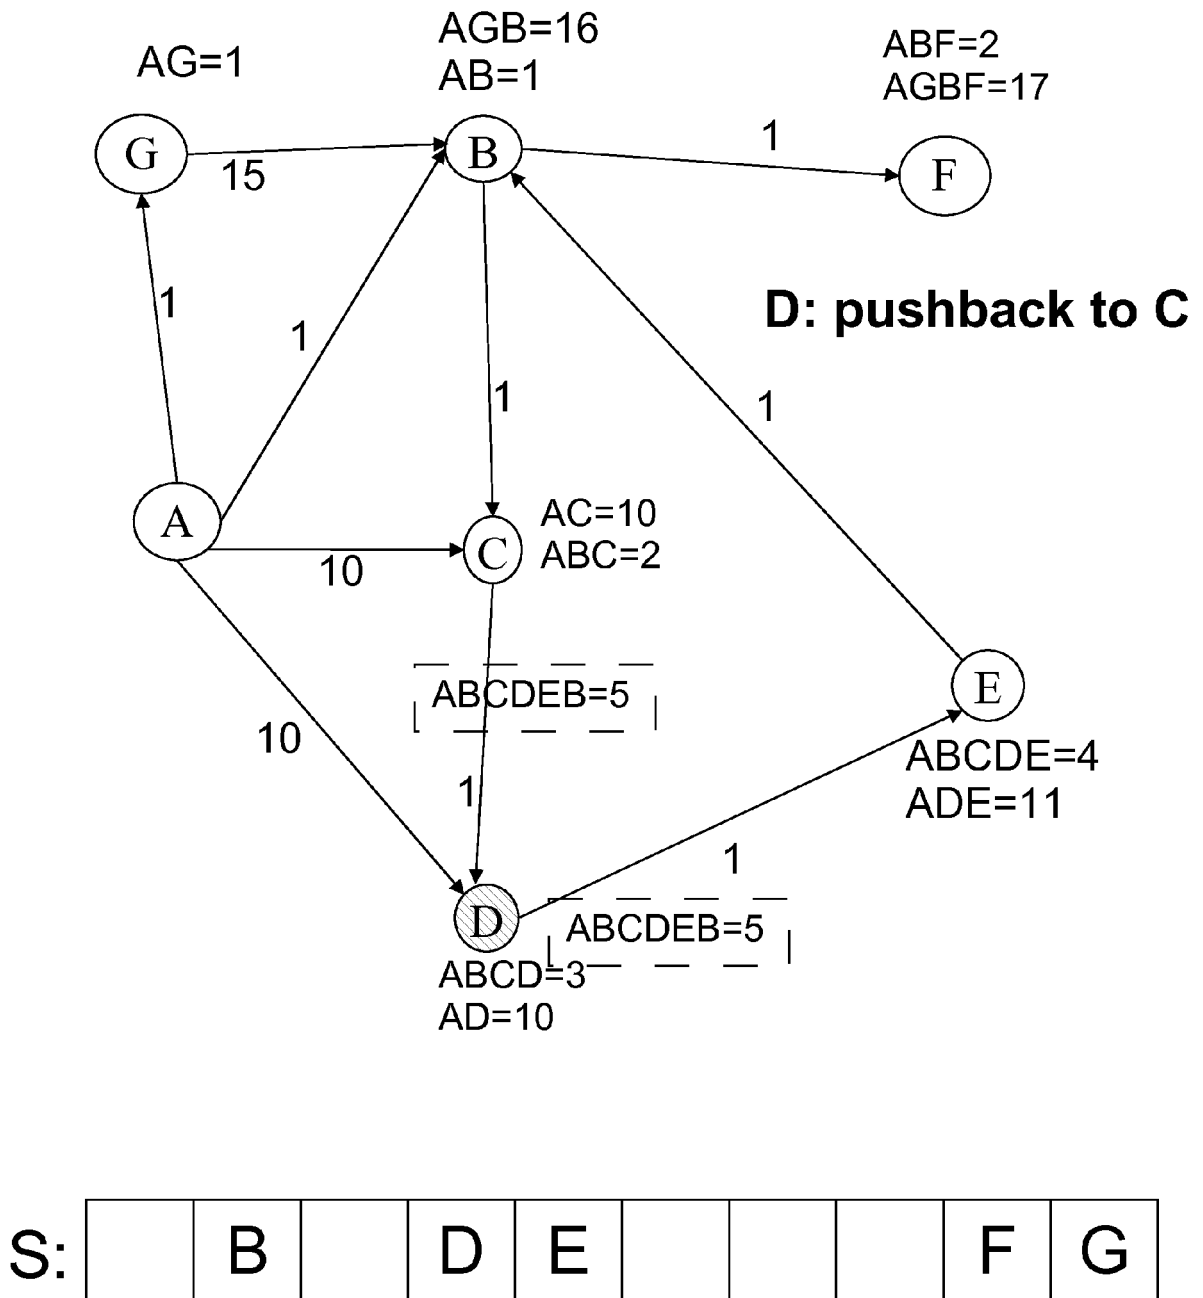 AGB=16
AB=1
AG=1
ABF=2
AGBF=17
G
15
B
1
F
1
D: pushback to C
1
1
1
A
AC=10
ABC=2
C
10
E
ABCDEB=5
10
ABCDE=4
ADE=11
1
1
D
ABCDEB=5
ABCD=3
AD=10
S:
B
D
E
F
G